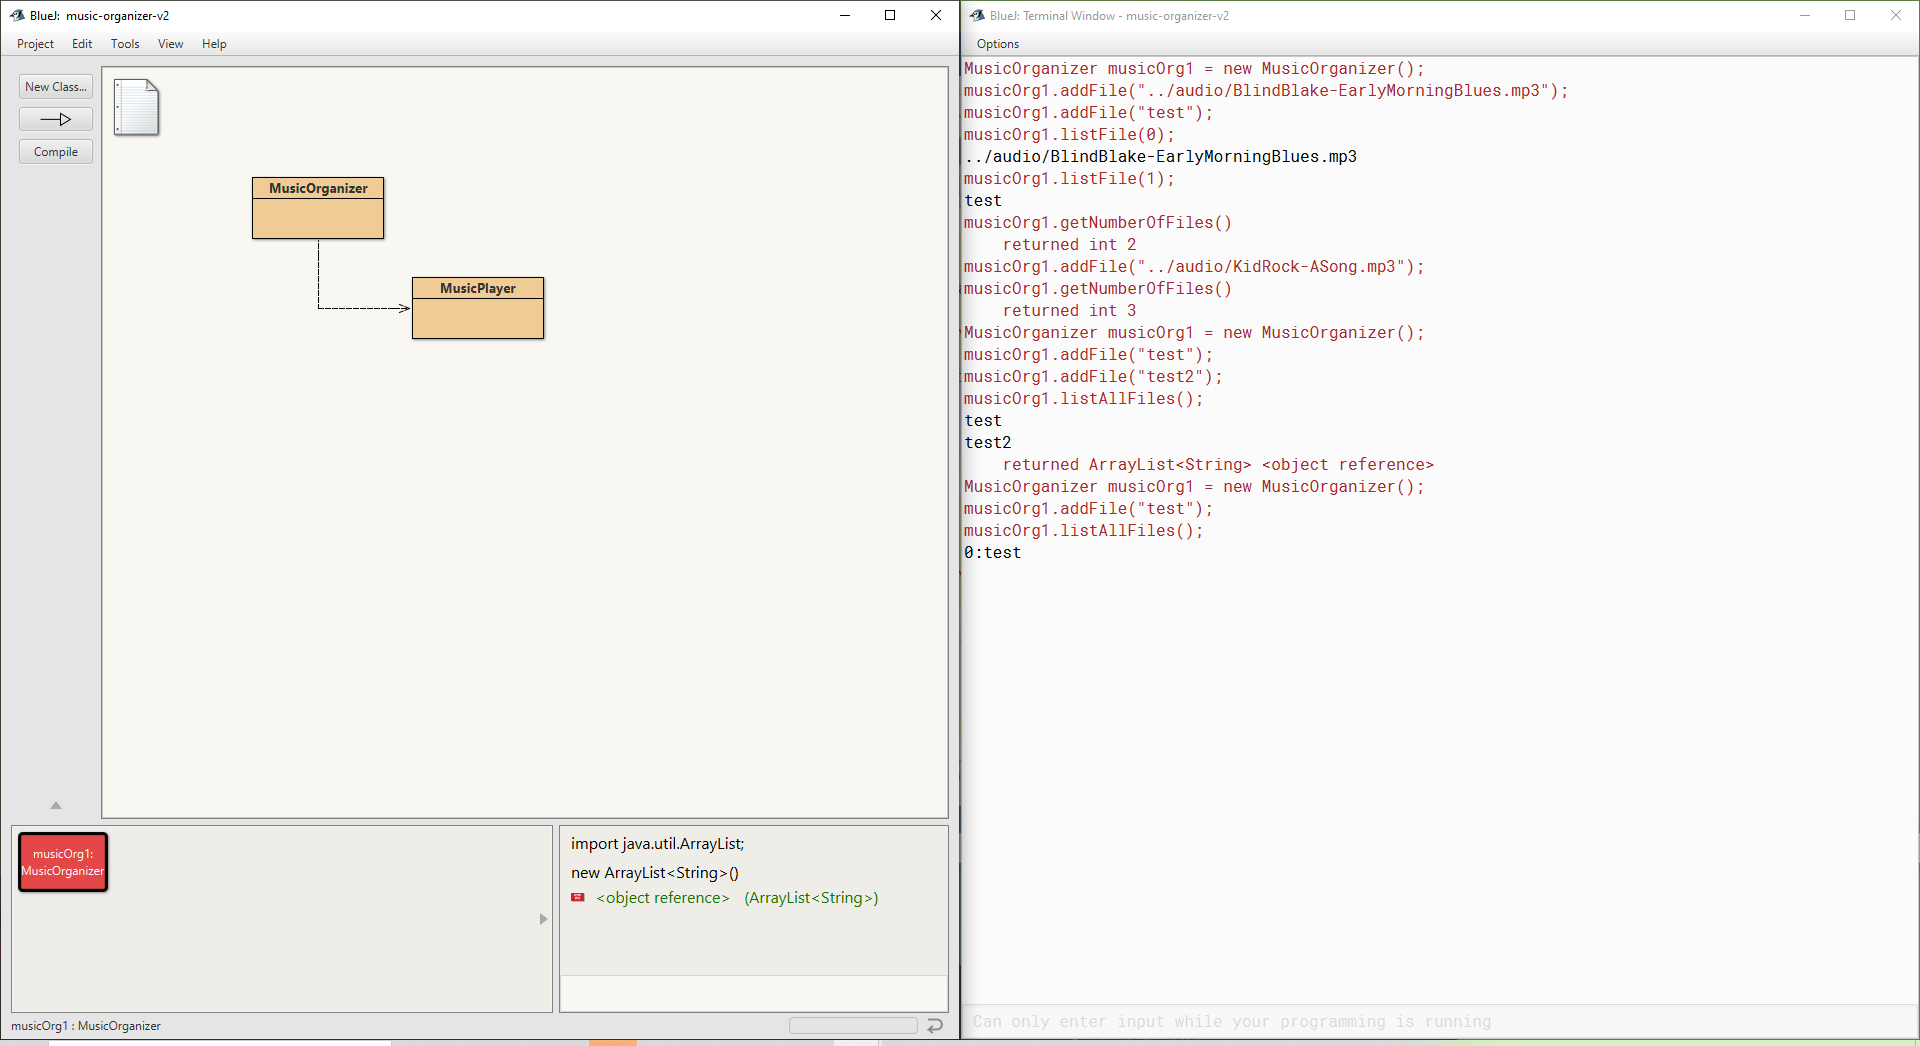 BlueJ: music-organizer-v2
Project Edit Tools View Help
New Class...
Compile
MusicOrganizer
MusicPlayer
musicOrg1:
MusicOrganizer
import java.util.ArrayList;
new ArrayList<String>()
<object reference> (ArrayList<String>)
musicOrg1 : MusicOrganizer
BlueJ: Terminal Window - music-organizer-v2
Options
MusicOrganizer musicOrg1 = new MusicOrganizer();
musicOrg1.addFile("../audio/BlindBlake-EarlyMorningBlues.mp3");
musicOrg1.addFile("test");
musicOrg1.listFile(0);
../audio/BlindBlake-EarlyMorningBlues.mp3
musicOrg1.listFile(1);
test
musicOrg1.getNumberOfFiles()
returned int 2
musicOrg1.addFile("../audio/KidRock-ASong.mp3");
musicOrg1.getNumberOfFiles()
returned int 3
MusicOrganizer musicOrg1 = new MusicOrganizer();
musicOrg1.addFile("test");
musicOrg1.addFile("test2");
musicOrg1.listAllFiles();
test
test2
returned ArrayList<String> <object reference>
MusicOrganizer musicOrg1 = new MusicOrganizer();
musicOrg1.addFile("test");
musicOrg1.listAllFiles();
0:test
Can only enter input while your programming is running